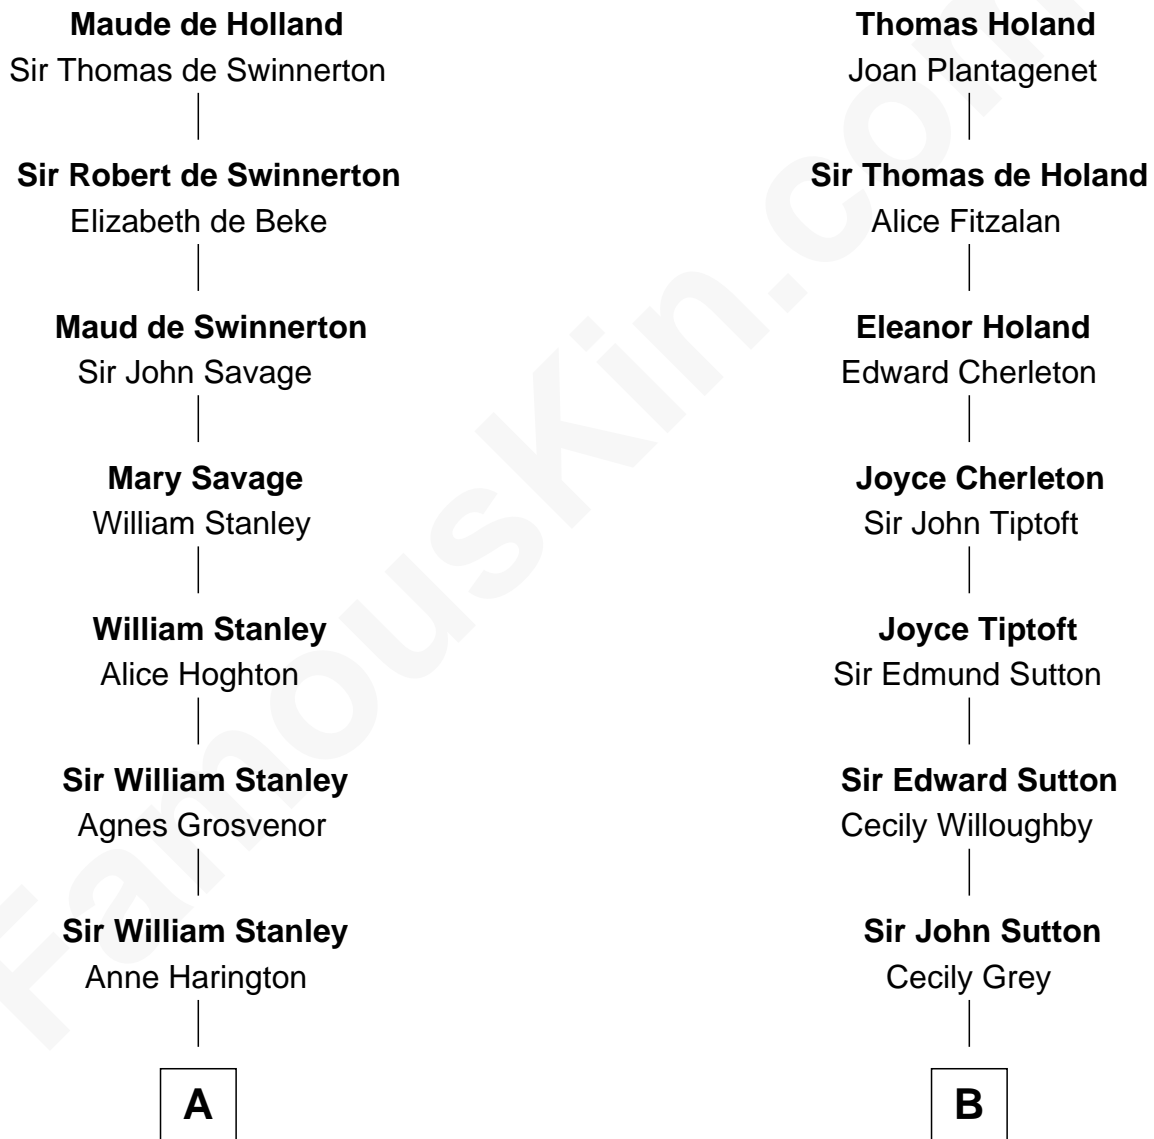 Maude de Holland
Sir Thomas de Swinnerton
Sir Robert de Swinnerton
Elizabeth de Beke
Maud de Swinnerton
Sir John Savage
Mary Savage
William Stanley
William Stanley
Alice Hoghton
Sir William Stanley
Agnes Grosvenor
Sir William Stanley
Anne Harington
A
Thomas Holand
Joan Plantagenet
Sir Thomas de Holand
Alice Fitzalan
Eleanor Holand
Edward Cherleton
Joyce Cherleton
Sir John Tiptoft
Joyce Tiptoft
Sir Edmund Sutton
Sir Edward Sutton
Cecily Willoughby
Sir John Sutton
Cecily Grey
B
FamousKin.com